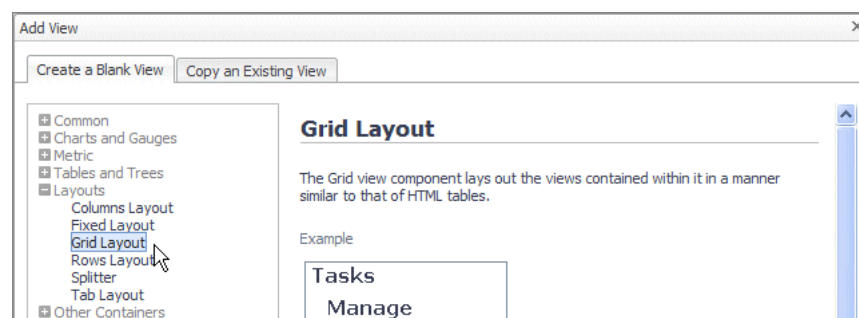 Add View
Create a Blank View
Copy an Existing View
Common
Charts and Gauges
Metric
Tables and Trees
Layouts
Columns Layout
Fixed Layout
Grid Layout
Rows Layout
Splitter
Tab Layout
Other Containers
Grid Layout
The Grid view component lays out the views contained within it in a manner
similar to that of HTML tables.
Example
Tasks
Manage